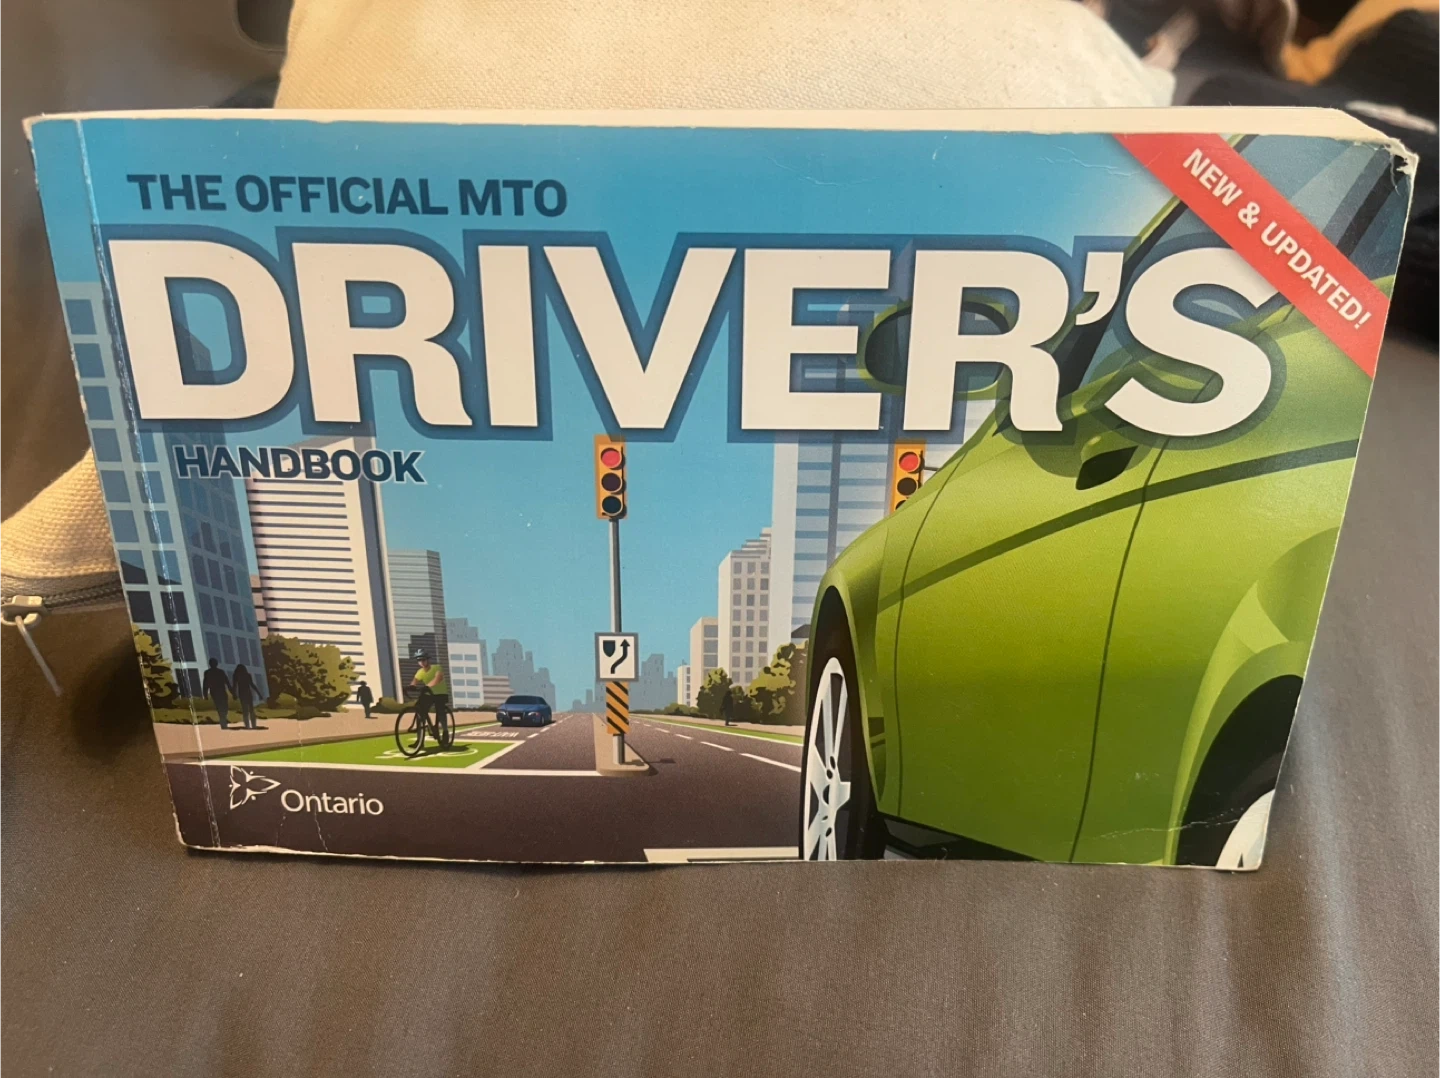 THE OFFICIAL MTO
DRIVER'S
HANDBOOK
NEW & UPDATED!
Ontario